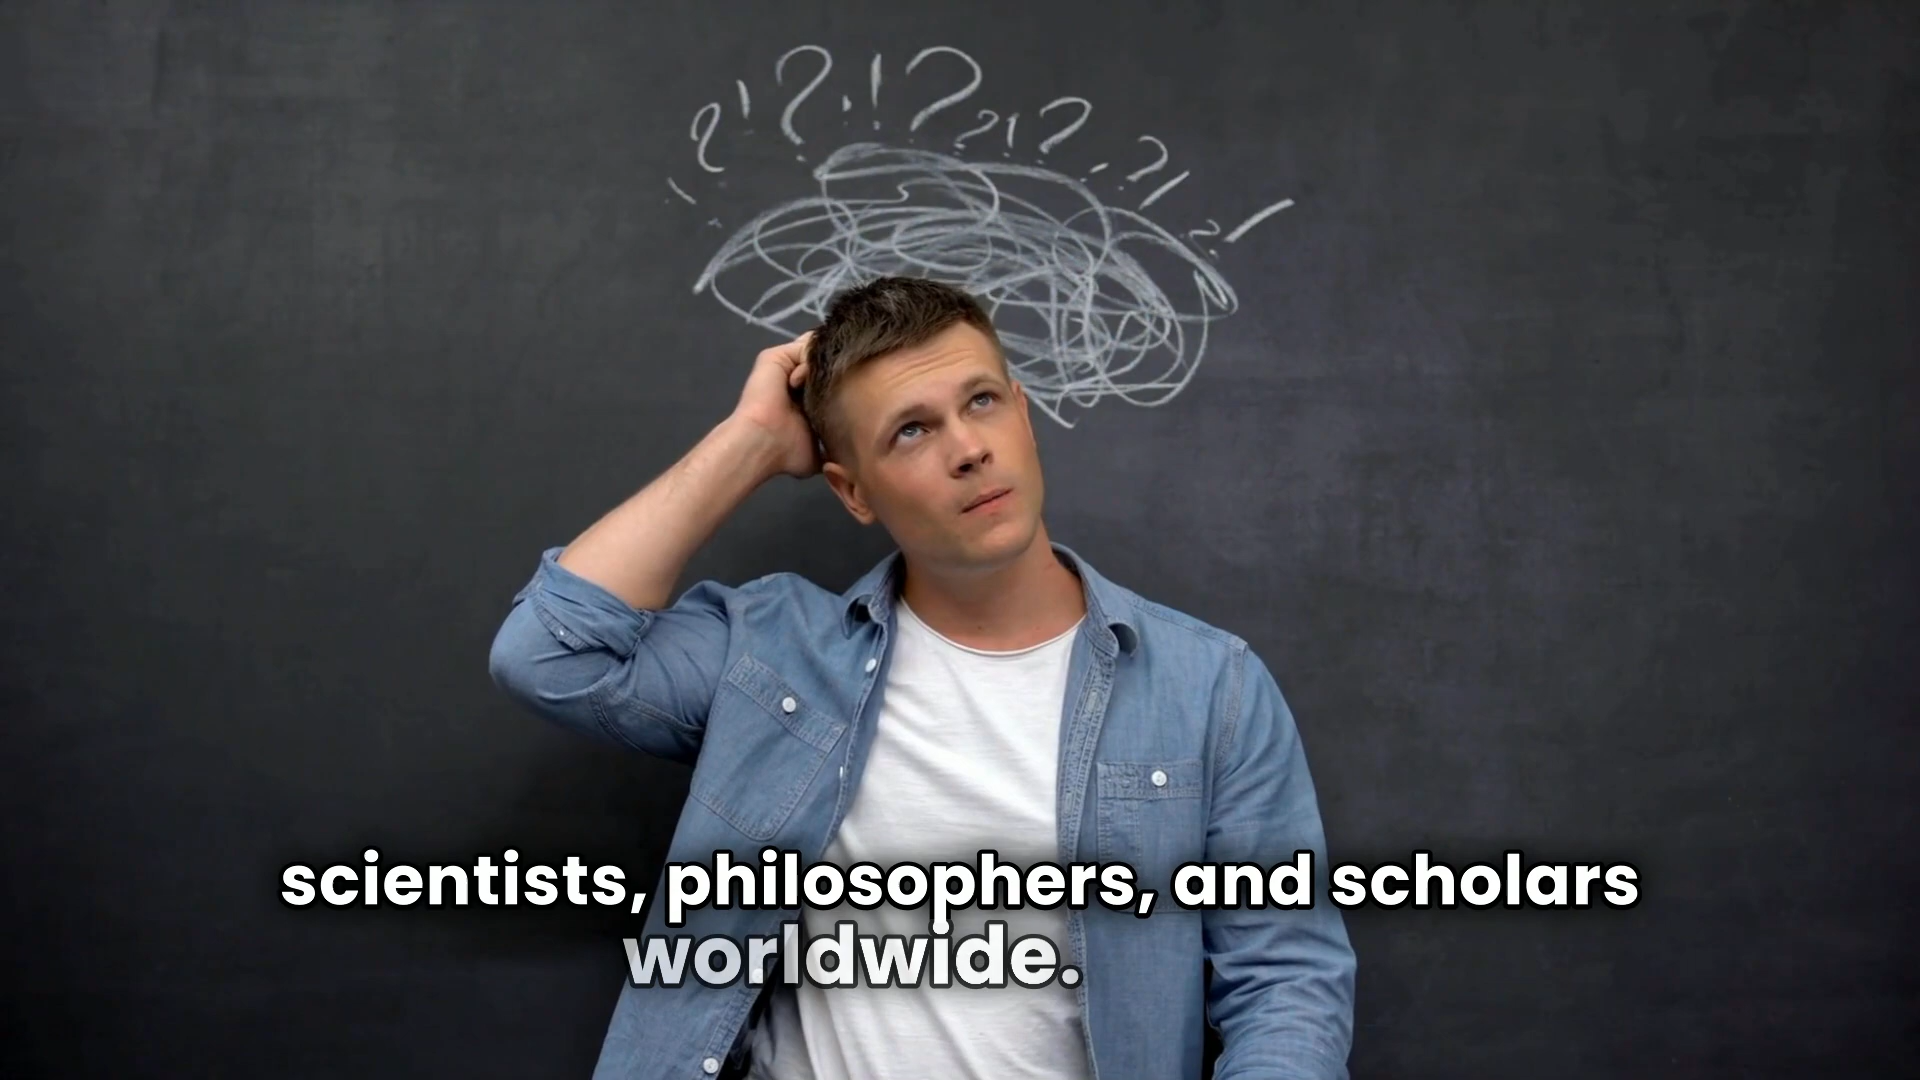 ? ! ? ! ? ? ! ? ? ! ? !
scientists, philosophers, and scholars
worldwide.